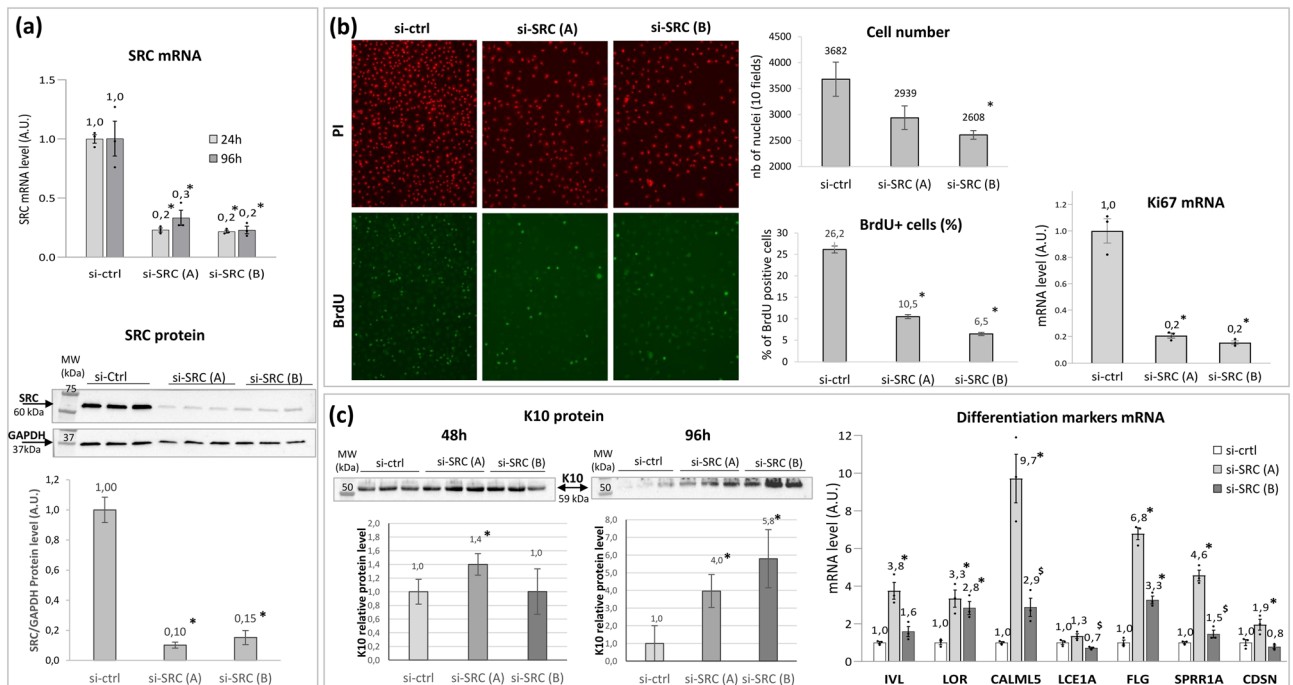 (a)
SRC mRNA
SRC mRNA level (A.U.)
1.5
1.0
0.5
0.0
1,0
1,0
0,2 *
0,3 *
0,2 *
0,2 *
24h
96h
si-ctrl si-SRC (A) si-SRC (B)
SRC protein
MW
(kDa)
si-Ctrl si-SRC (A) si-SRC (B)
75
SRC
60 kDa
GAPDH
37kDa
37
SRC/GAPDH Protein level (A.U.)
1,2
1,0
0,8
0,6
0,4
0,2
0,0
1,00
0,10 *
0,15 *
si-ctrl si-SRC (A) si-SRC (B)
(b)
si-ctrl si-SRC (A) si-SRC (B)
PI
BrdU
Cell number
nb of nuclei (10 fields)
4500
4000
3500
3000
2500
2000
3682
2939
2608 *
si-ctrl si-SRC (A) si-SRC (B)
BrdU+ cells (%)
% of BrdU positive cells
30
25
20
15
10
5
0
26,2
10,5 *
6,5 *
si-ctrl si-SRC (A) si-SRC (B)
Ki67 mRNA
mRNA level (A.U.)
1.2
1.0
0.8
0.6
0.4
0.2
0.0
1,0
0,2 *
0,2 *
si-ctrl si-SRC (A) si-SRC (B)
(c)
K10 protein
48h
96h
MW
(kDa)
si-ctrl si-SRC (A) si-SRC (B)
50
K10
59 kDa
MW
(kDa)
si-ctrl si-SRC (A) si-SRC (B)
50
K10 relative protein level
2,0
1,8
1,6
1,4
1,2
1,0
0,8
0,6
0,4
0,2
0,0
1,0
1,4 *
1,0
si-ctrl si-SRC (A) si-SRC (B)
K10 relative protein level
8,0
7,0
6,0
5,0
4,0
3,0
2,0
1,0
0,0
1,0
4,0 *
5,8 *
si-ctrl si-SRC (A) si-SRC (B)
Differentiation markers mRNA
mRNA level (A.U.)
12
10
8
6
4
2
0
si-crtl
si-SRC (A)
si-SRC (B)
1,0 3,8 * 1,6
1,0 3,3 * 2,8 *
1,0 9,7 * 2,9 $
1,0 1,3 0,7 $
1,0 6,8 * 3,3 *
1,0 4,6 * 1,5 $
1,0 1,9 * 0,8
IVL LOR CALML5 LCE1A FLG SPRR1A CDSN